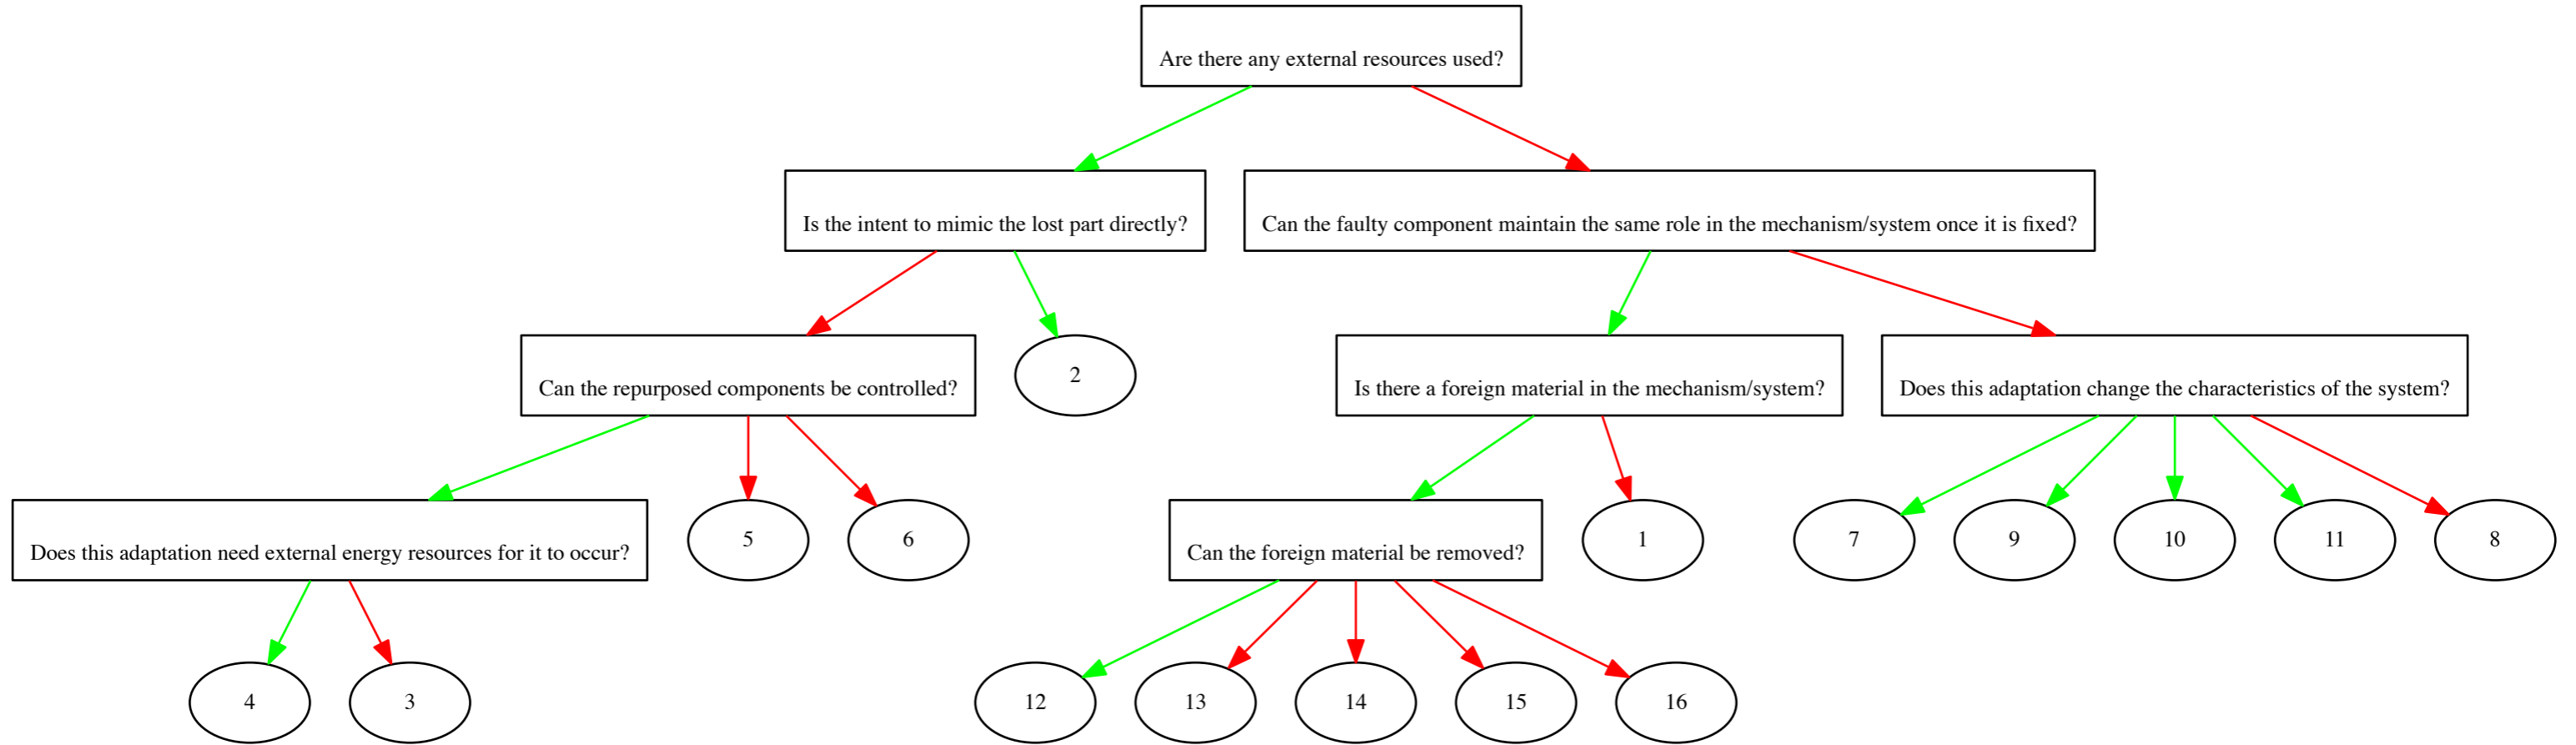 Are there any external resources used?
Is the intent to mimic the lost part directly?
Can the faulty component maintain the same role in the mechanism/system once it is fixed?
Can the repurposed components be controlled?
2
Is there a foreign material in the mechanism/system?
Does this adaptation change the characteristics of the system?
Does this adaptation need external energy resources for it to occur?
5
6
Can the foreign material be removed?
1
7
9
10
11
8
4
3
12
13
14
15
16